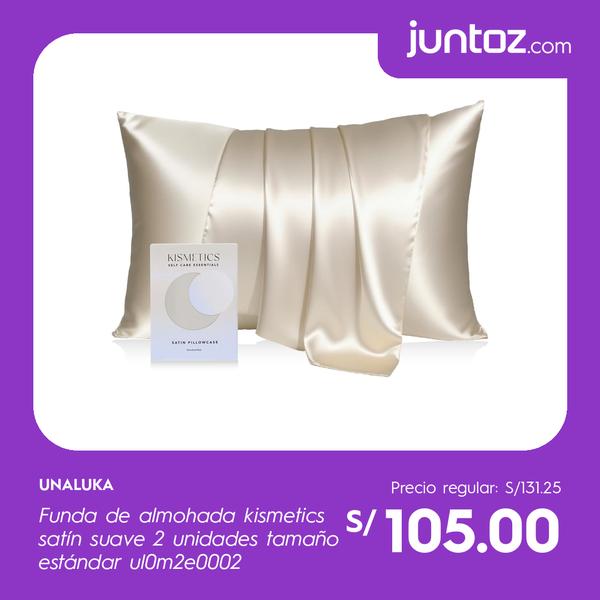 juntoz.com
KISMETICS
SELF CARE ESSENTIALS
SATIN PILLOWCASE
UNALUKA
Funda de almohada kismetics
satín suave 2 unidades tamaño
estándar ul0m2e0002
Precio regular: S/131.25
S/ 105.00